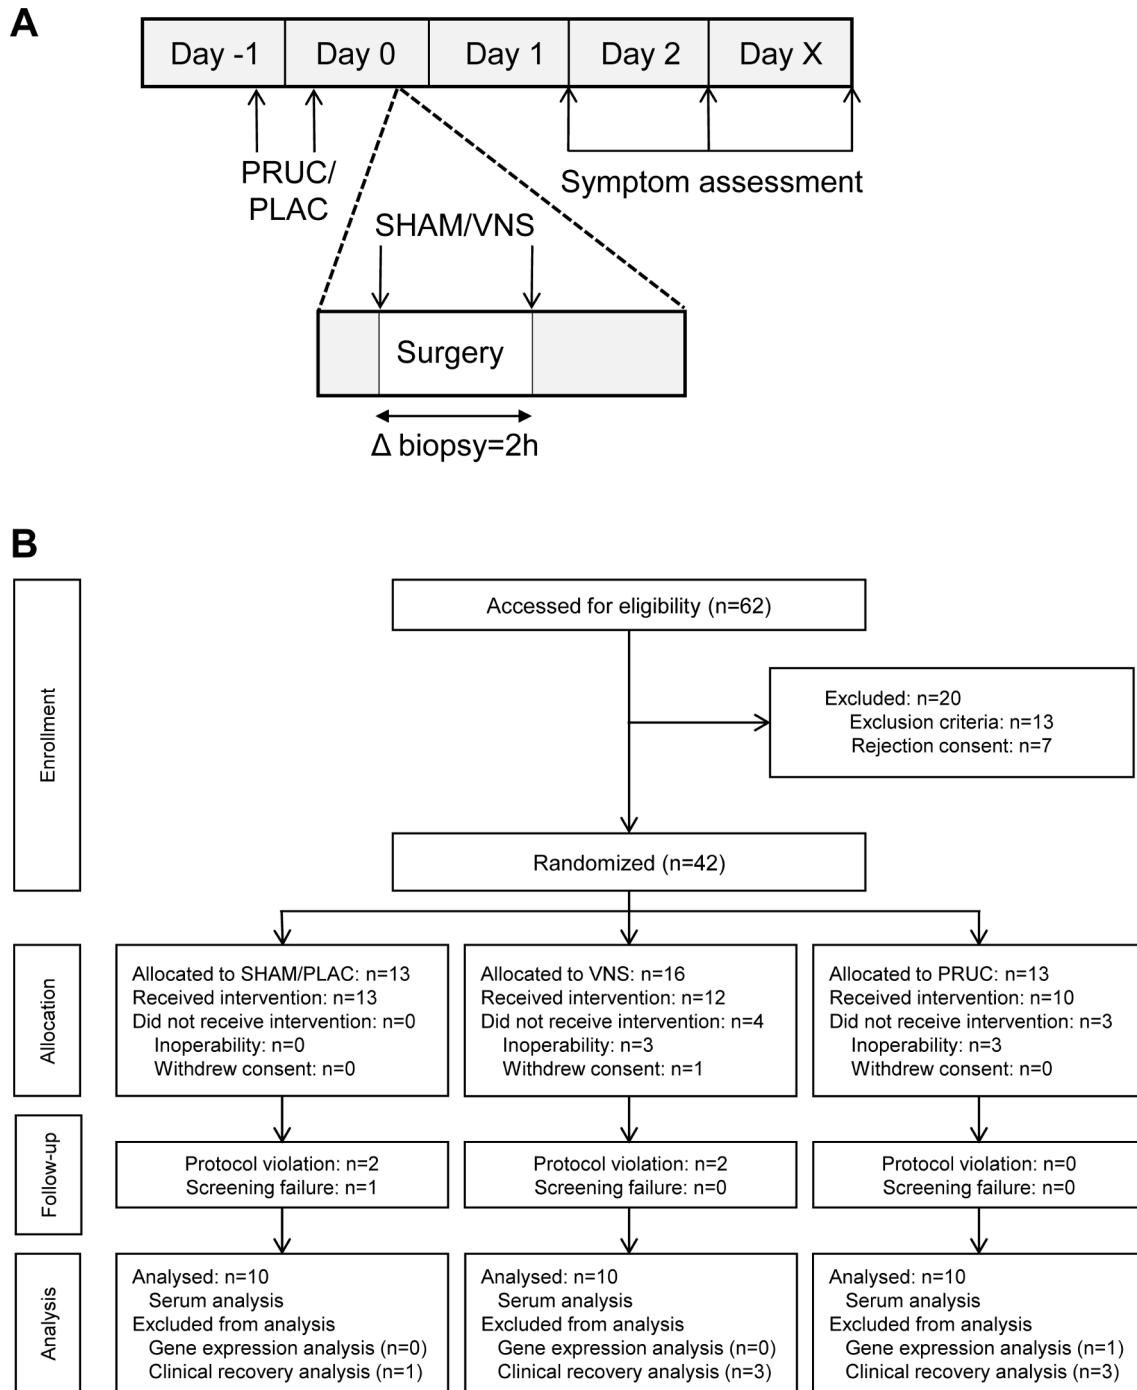 A
Day -1
Day 0
Day 1
Day 2
Day X
PRUC/
PLAC
Symptom assessment
SHAM/VNS
Surgery
Δ biopsy=2h
B
Enrollment
Accessed for eligibility (n=62)
Excluded: n=20
Exclusion criteria: n=13
Rejection consent: n=7
Randomized (n=42)
Allocation
Allocated to SHAM/PLAC: n=13
Received intervention: n=13
Did not receive intervention: n=0
Inoperability: n=0
Withdrew consent: n=0
Allocated to VNS: n=16
Received intervention: n=12
Did not receive intervention: n=4
Inoperability: n=3
Withdrew consent: n=1
Allocated to PRUC: n=13
Received intervention: n=10
Did not receive intervention: n=3
Inoperability: n=3
Withdrew consent: n=0
Follow-up
Protocol violation: n=2
Screening failure: n=1
Protocol violation: n=2
Screening failure: n=0
Protocol violation: n=0
Screening failure: n=0
Analysis
Analysed: n=10
Serum analysis
Excluded from analysis
Gene expression analysis (n=0)
Clinical recovery analysis (n=1)
Analysed: n=10
Serum analysis
Excluded from analysis
Gene expression analysis (n=0)
Clinical recovery analysis (n=3)
Analysed: n=10
Serum analysis
Excluded from analysis
Gene expression analysis (n=1)
Clinical recovery analysis (n=3)